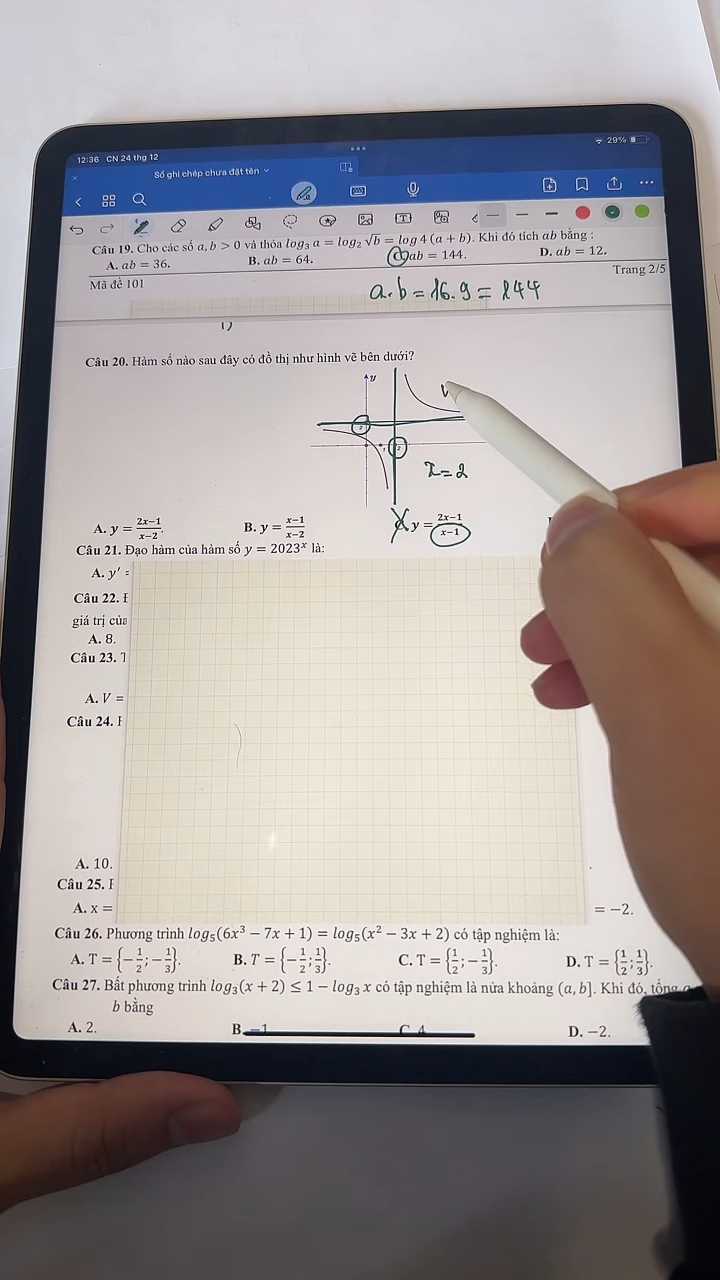 12:36 CN 24 thg 12
29%
Sổ ghi chép chưa đặt tên
Câu 19. Cho các số a, b > 0 và thỏa log₃ a = log₂ √b = log 4 (a + b). Khi đó tích ab bằng :
A. ab = 36. B. ab = 64. C. ab = 144. D. ab = 12.
Mã đề 101 Trang 2/5
a.b = 16.9 = 144
Câu 20. Hàm số nào sau đây có đồ thị như hình vẽ bên dưới?
y
2
2
x=2
A. y = (2x−1)/(x−2). B. y = (x−1)/(x−2) y = (2x−1)/(x−1)
Câu 21. Đạo hàm của hàm số y = 2023ˣ là:
A. y′
Câu 22.
giá trị của
A. 8.
Câu 23.
A. V =
Câu 24.
A. 10.
Câu 25.
A. x = = −2.
Câu 26. Phương trình log₅(6x³ − 7x + 1) = log₅(x² − 3x + 2) có tập nghiệm là:
A. T = {−1/2; −1/3}. B. T = {−1/2; 1/3}. C. T = {1/2; −1/3}. D. T = {1/2; 1/3}.
Câu 27. Bất phương trình log₃(x + 2) ≤ 1 − log₃ x có tập nghiệm là nửa khoảng (a, b]. Khi đó, tổng
b bằng
A. 2. B. −1 C. 4 D. −2.